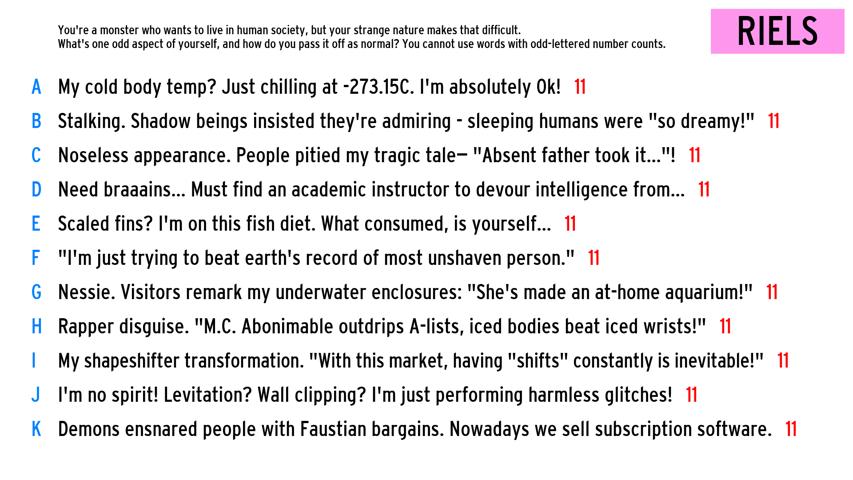 You're a monster who wants to live in human society, but your strange nature makes that difficult.
What's one odd aspect of yourself, and how do you pass it off as normal? You cannot use words with odd-lettered number counts.
RIELS
A My cold body temp? Just chilling at -273.15C. I'm absolutely 0k! 11
B Stalking. Shadow beings insisted they're admiring - sleeping humans were "so dreamy!" 11
C Noseless appearance. People pitied my tragic tale— "Absent father took it..."! 11
D Need braaains... Must find an academic instructor to devour intelligence from... 11
E Scaled fins? I'm on this fish diet. What consumed, is yourself... 11
F "I'm just trying to beat earth's record of most unshaven person." 11
G Nessie. Visitors remark my underwater enclosures: "She's made an at-home aquarium!" 11
H Rapper disguise. "M.C. Abonimable outdrips A-lists, iced bodies beat iced wrists!" 11
I My shapeshifter transformation. "With this market, having "shifts" constantly is inevitable!" 11
J I'm no spirit! Levitation? Wall clipping? I'm just performing harmless glitches! 11
K Demons ensnared people with Faustian bargains. Nowadays we sell subscription software. 11